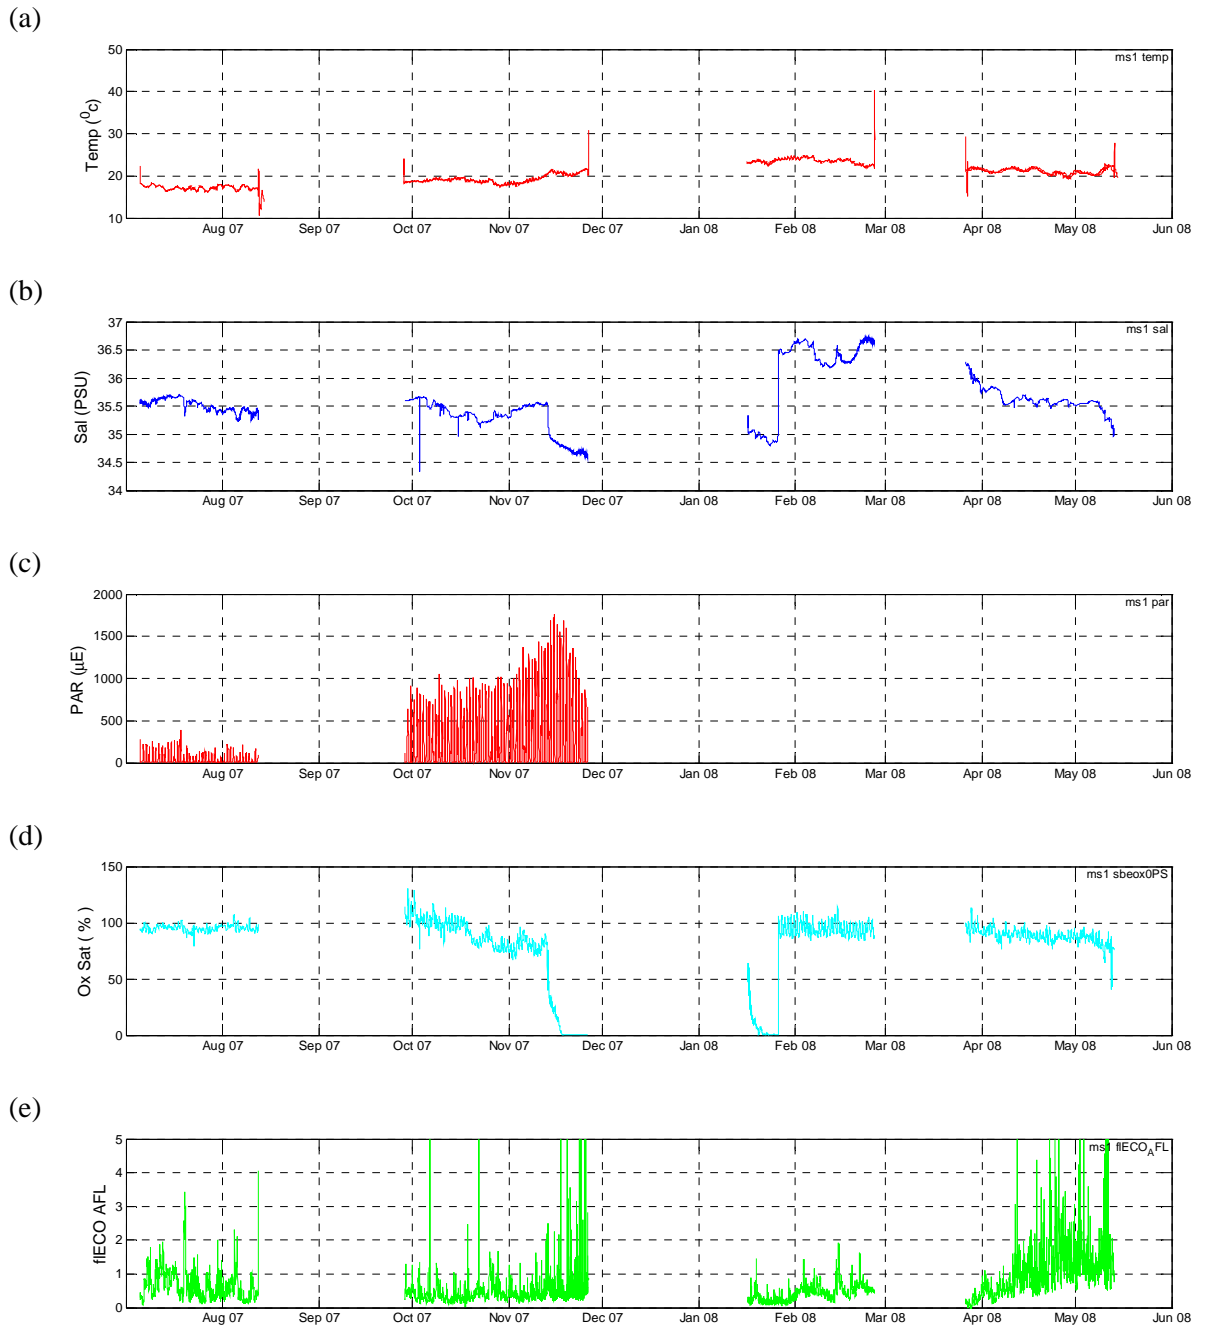 (a)
50
40
30
20
10
Temp (⁰c)
ms1 temp
Aug 07 Sep 07 Oct 07 Nov 07 Dec 07 Jan 08 Feb 08 Mar 08 Apr 08 May 08 Jun 08
(b)
37
36.5
36
35.5
35
34.5
34
Sal (PSU)
ms1 sal
Aug 07 Sep 07 Oct 07 Nov 07 Dec 07 Jan 08 Feb 08 Mar 08 Apr 08 May 08 Jun 08
(c)
2000
1500
1000
500
0
PAR (µE)
ms1 par
Aug 07 Sep 07 Oct 07 Nov 07 Dec 07 Jan 08 Feb 08 Mar 08 Apr 08 May 08 Jun 08
(d)
150
100
50
0
Ox Sat ( % )
ms1 sbeox0PS
Aug 07 Sep 07 Oct 07 Nov 07 Dec 07 Jan 08 Feb 08 Mar 08 Apr 08 May 08 Jun 08
(e)
5
4
3
2
1
0
flECO AFL
ms1 flECO_AFL
Aug 07 Sep 07 Oct 07 Nov 07 Dec 07 Jan 08 Feb 08 Mar 08 Apr 08 May 08 Jun 08